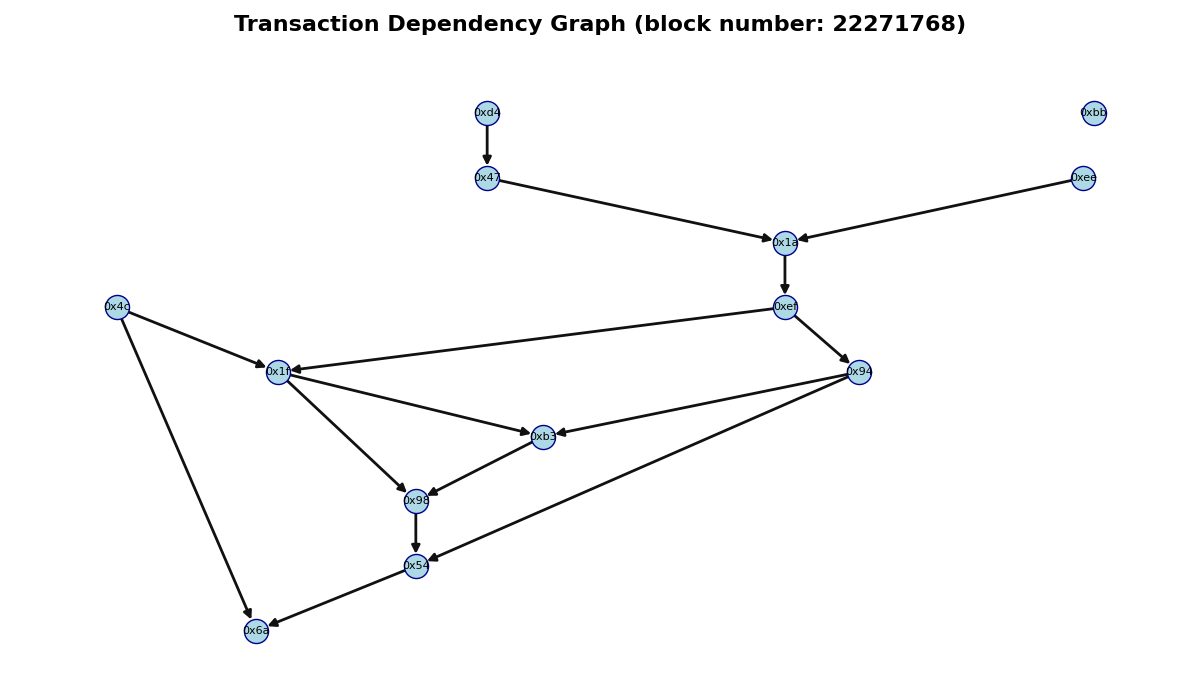 Transaction Dependency Graph (block number: 22271768)
0xd4
0xbb
0x47
0xee
0x1a
0x4c
0xef
0x1f
0x94
0xb3
0x98
0x54
0x6a